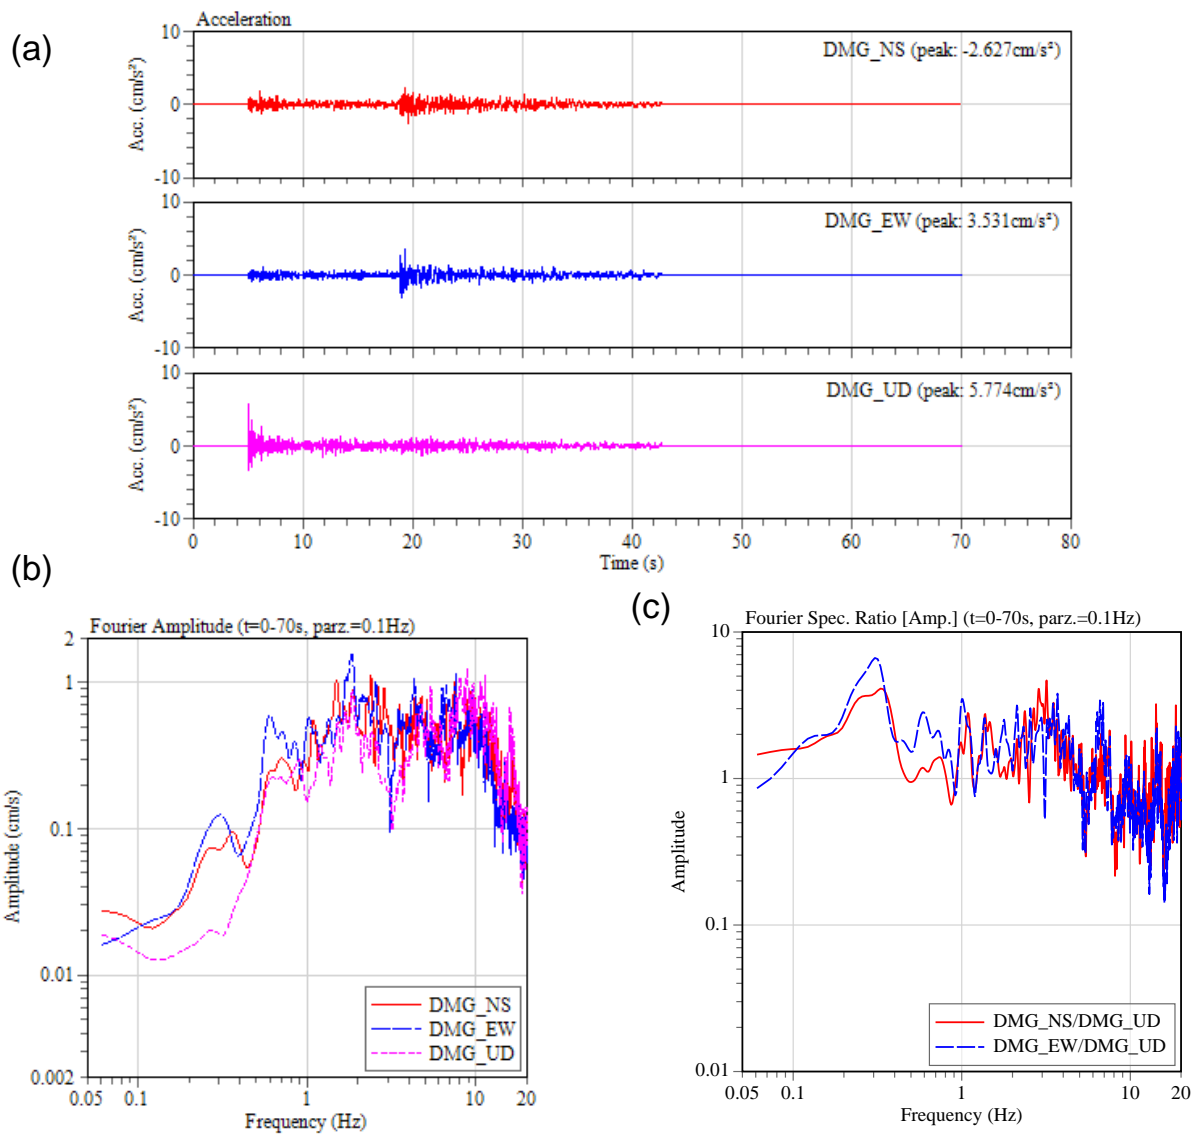 (a)
Acceleration
10
0
-10
Acc. (cm/s²)
DMG_NS (peak: -2.627cm/s²)
10
0
-10
Acc. (cm/s²)
DMG_EW (peak: 3.531cm/s²)
10
0
-10
Acc. (cm/s²)
DMG_UD (peak: 5.774cm/s²)
0 10 20 30 40 50 60 70 80
Time (s)
(b)
Fourier Amplitude (t=0-70s, parz.=0.1Hz)
2
1
0.1
0.01
0.002
Amplitude (cm/s)
DMG_NS
DMG_EW
DMG_UD
0.05 0.1 1 10 20
Frequency (Hz)
(c)
Fourier Spec. Ratio [Amp.] (t=0-70s, parz.=0.1Hz)
10
1
0.1
0.01
Amplitude
DMG_NS/DMG_UD
DMG_EW/DMG_UD
0.05 0.1 1 10 20
Frequency (Hz)